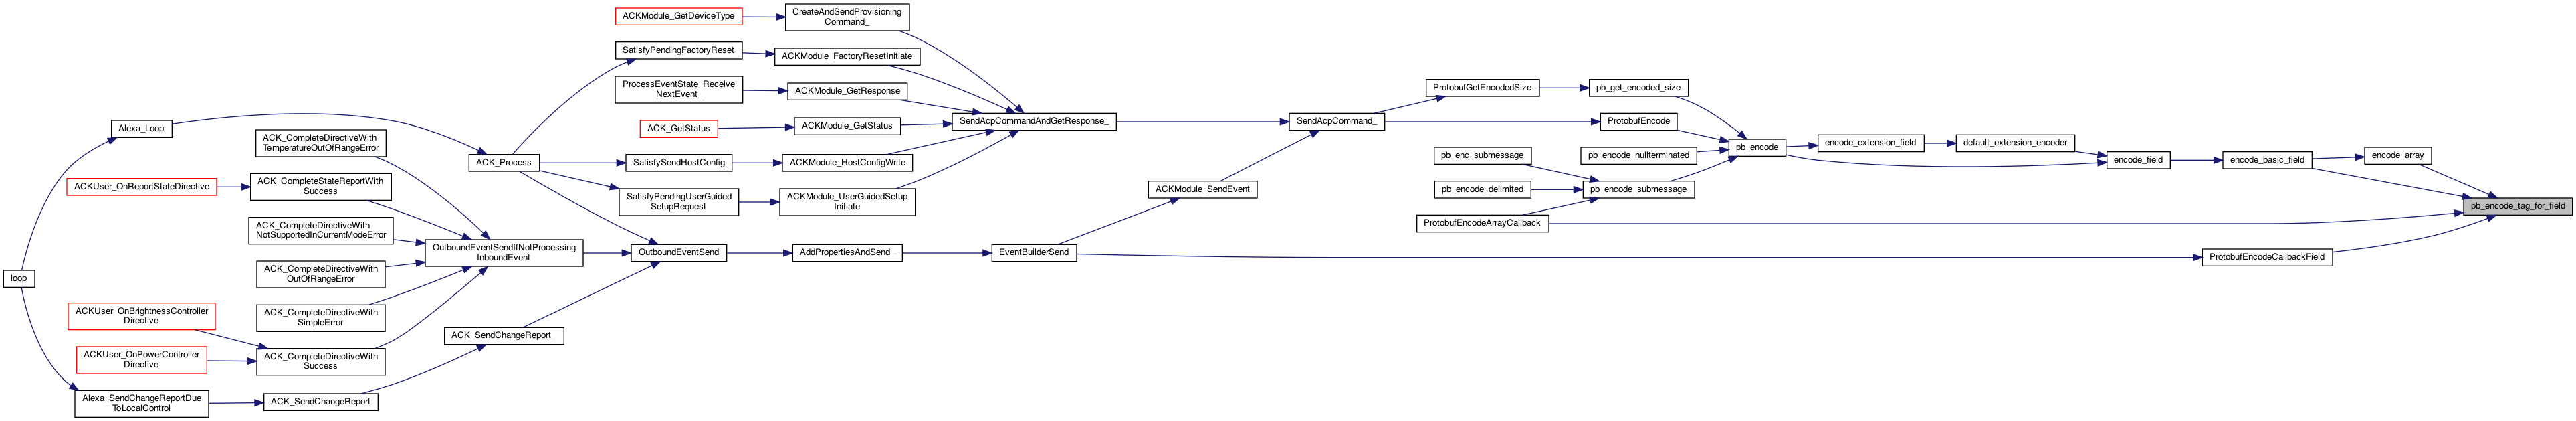 ACKModule_GetDeviceType
CreateAndSendProvisioning
Command_
SatisfyPendingFactoryReset
ACKModule_FactoryResetInitiate
ProcessEventState_Receive
NextEvent_
ACKModule_GetResponse
ProtobufGetEncodedSize
pb_get_encoded_size
Alexa_Loop
ACK_GetStatus
ACKModule_GetStatus
SendAcpCommandAndGetResponse_
SendAcpCommand_
ProtobufEncode
ACK_CompleteDirectiveWith
TemperatureOutOfRangeError
ACK_Process
SatisfySendHostConfig
ACKModule_HostConfigWrite
pb_enc_submessage
pb_encode_nullterminated
pb_encode
encode_extension_field
default_extension_encoder
encode_field
encode_basic_field
encode_array
ACKUser_OnReportStateDirective
ACK_CompleteStateReportWith
Success
SatisfyPendingUserGuided
SetupRequest
ACKModule_UserGuidedSetup
Initiate
ACKModule_SendEvent
pb_encode_delimited
pb_encode_submessage
pb_encode_tag_for_field
ACK_CompleteDirectiveWith
NotSupportedInCurrentModeError
ProtobufEncodeArrayCallback
OutboundEventSendIfNotProcessing
InboundEvent
OutboundEventSend
AddPropertiesAndSend_
EventBuilderSend
ProtobufEncodeCallbackField
loop
ACK_CompleteDirectiveWith
OutOfRangeError
ACKUser_OnBrightnessController
Directive
ACK_CompleteDirectiveWith
SimpleError
ACK_SendChangeReport_
ACKUser_OnPowerController
Directive
ACK_CompleteDirectiveWith
Success
Alexa_SendChangeReportDue
ToLocalControl
ACK_SendChangeReport